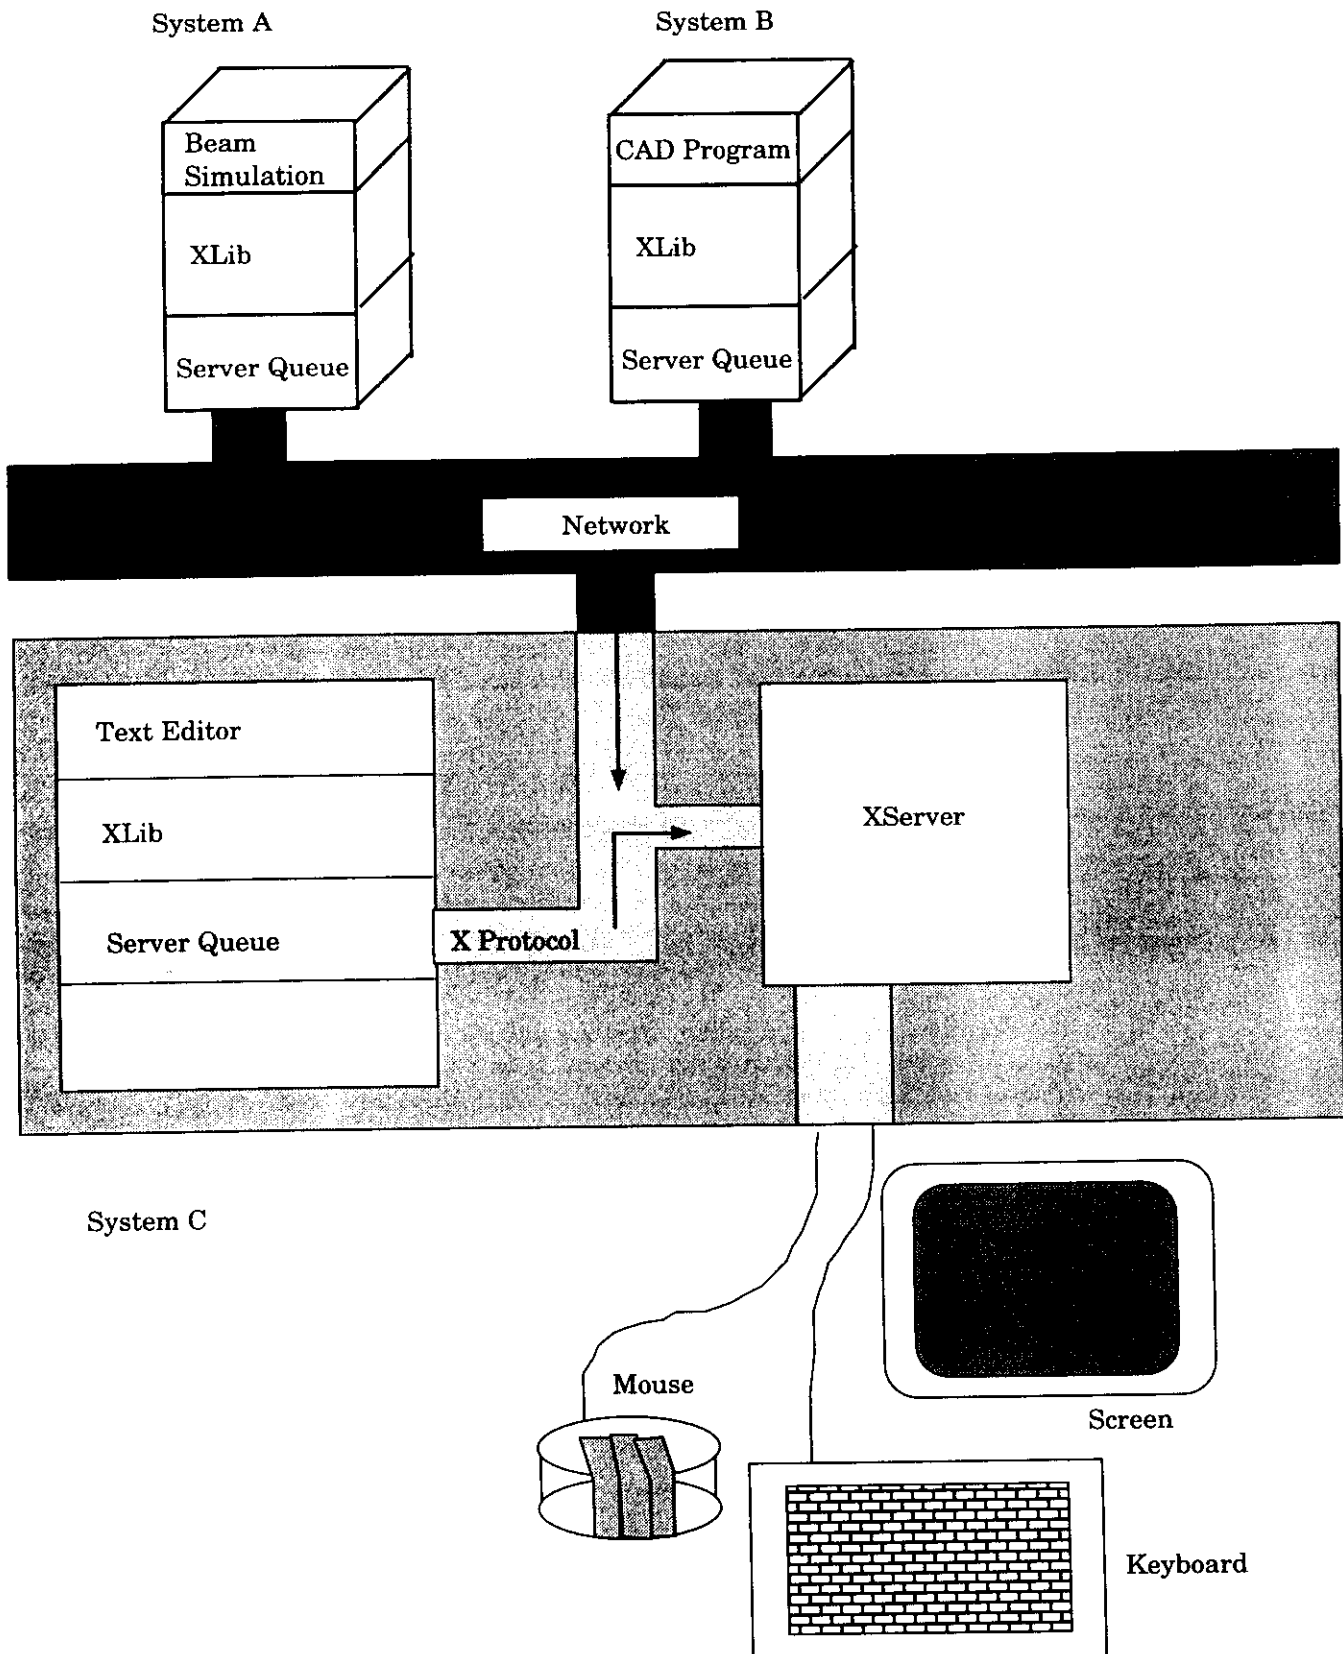 System A
System B
Beam
Simulation
XLib
Server Queue
CAD Program
XLib
Server Queue
Network
Text Editor
XLib
Server Queue
X Protocol
XServer
System C
Mouse
Screen
Keyboard